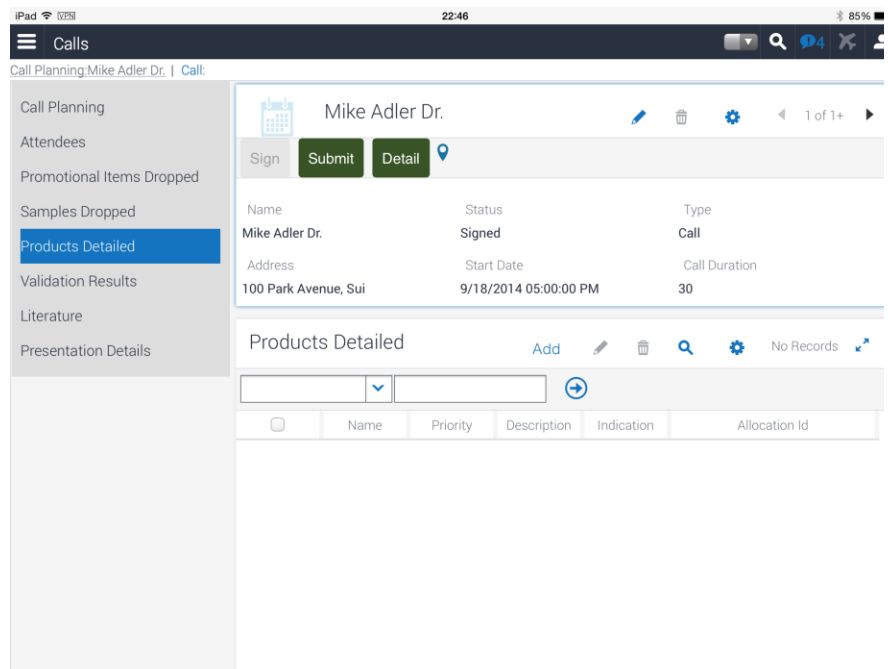 iPad VPN 22:46 85%
Calls 4
Call Planning:Mike Adler Dr. | Call:
Call Planning
Attendees
Promotional Items Dropped
Samples Dropped
Products Detailed
Validation Results
Literature
Presentation Details
Mike Adler Dr. 1 of 1+
Sign Submit Detail
Name Status Type
Mike Adler Dr. Signed Call
Address Start Date Call Duration
100 Park Avenue, Sui 9/18/2014 05:00:00 PM 30
Products Detailed Add No Records
Name Priority Description Indication Allocation Id